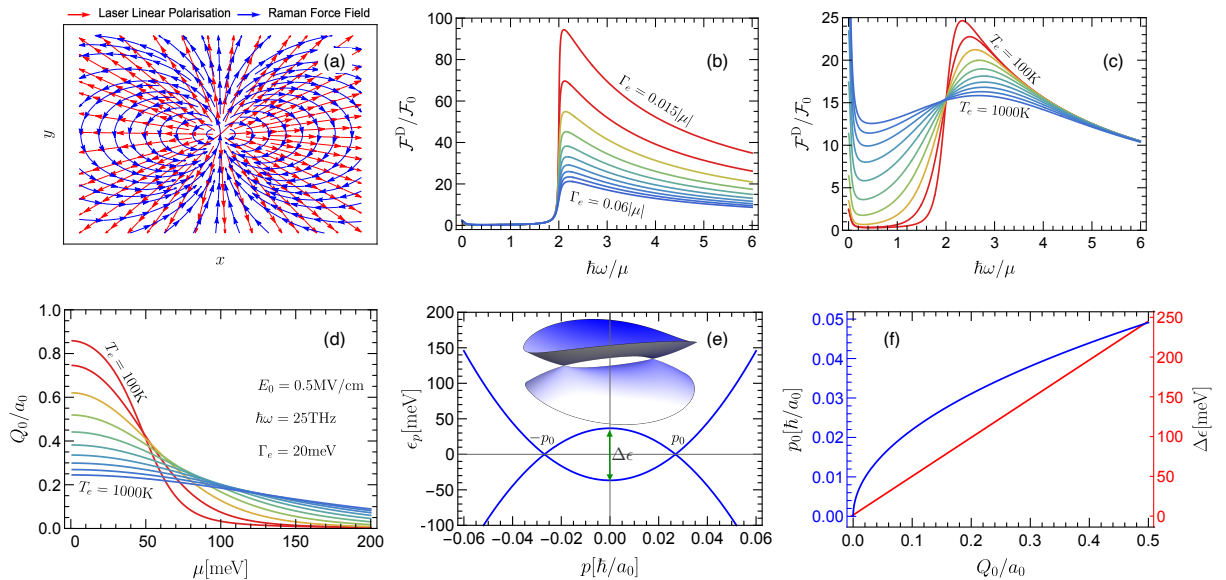 Laser Linear Polarisation Raman Force Field
(a)
y
x
100
80
60
40
20
0
0 1 2 3 4 5 6
𝓕ᴰ/𝓕₀
ħω/μ
(b)
Γₑ = 0.015|μ|
Γₑ = 0.06|μ|
25
20
15
10
5
0
0 1 2 3 4 5 6
𝓕ᴰ/𝓕₀
ħω/μ
(c)
Tₑ = 100K
Tₑ = 1000K
1.0
0.8
0.6
0.4
0.2
0.0
0 50 100 150 200
Q₀/a₀
μ[meV]
(d)
Tₑ = 100K
E₀ = 0.5MV/cm
ħω = 25THz
Γₑ = 20meV
Tₑ = 1000K
200
150
100
50
0
−50
−100
−0.06 −0.04 −0.02 0.00 0.02 0.04 0.06
ϵₚ[meV]
p[ħ/a₀]
(e)
−p₀
p₀
Δϵ
0.05
0.04
0.03
0.02
0.01
0.00
0.0 0.1 0.2 0.3 0.4 0.5
p₀[ħ/a₀]
Q₀/a₀
(f)
250
200
150
100
50
0
Δϵ[meV]